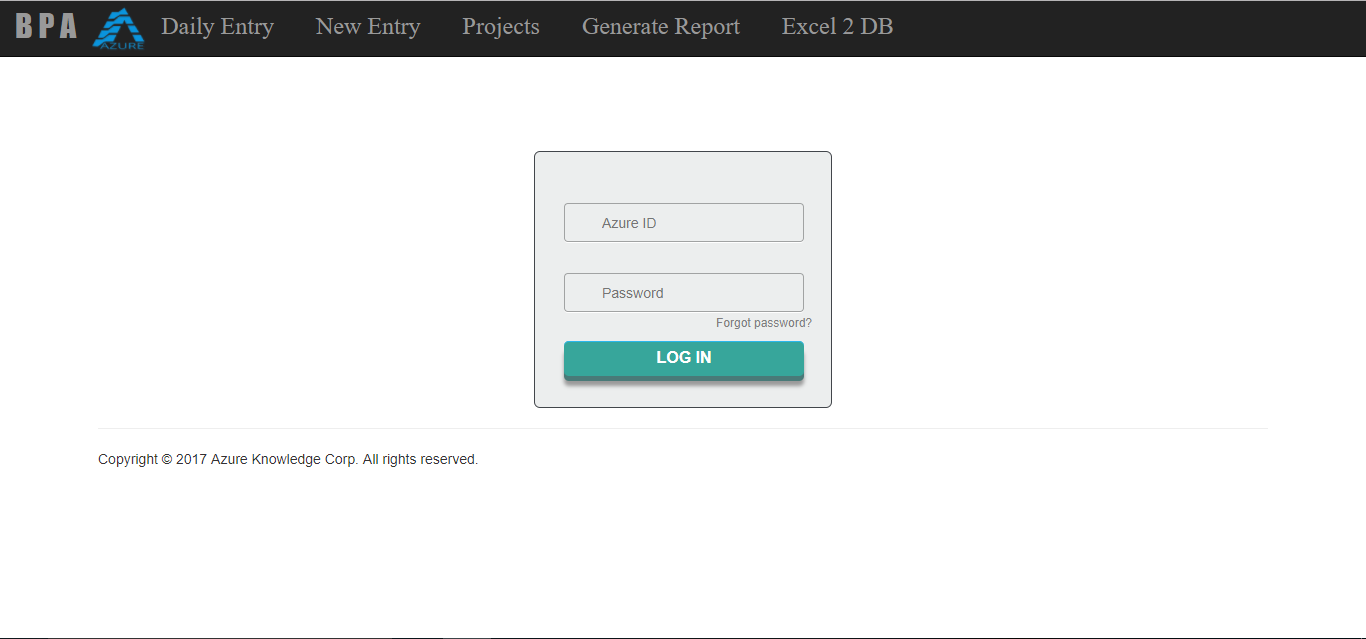 BPA AZURE Daily Entry New Entry Projects Generate Report Excel 2 DB
Azure ID
Password
Forgot password?
LOG IN
Copyright © 2017 Azure Knowledge Corp. All rights reserved.